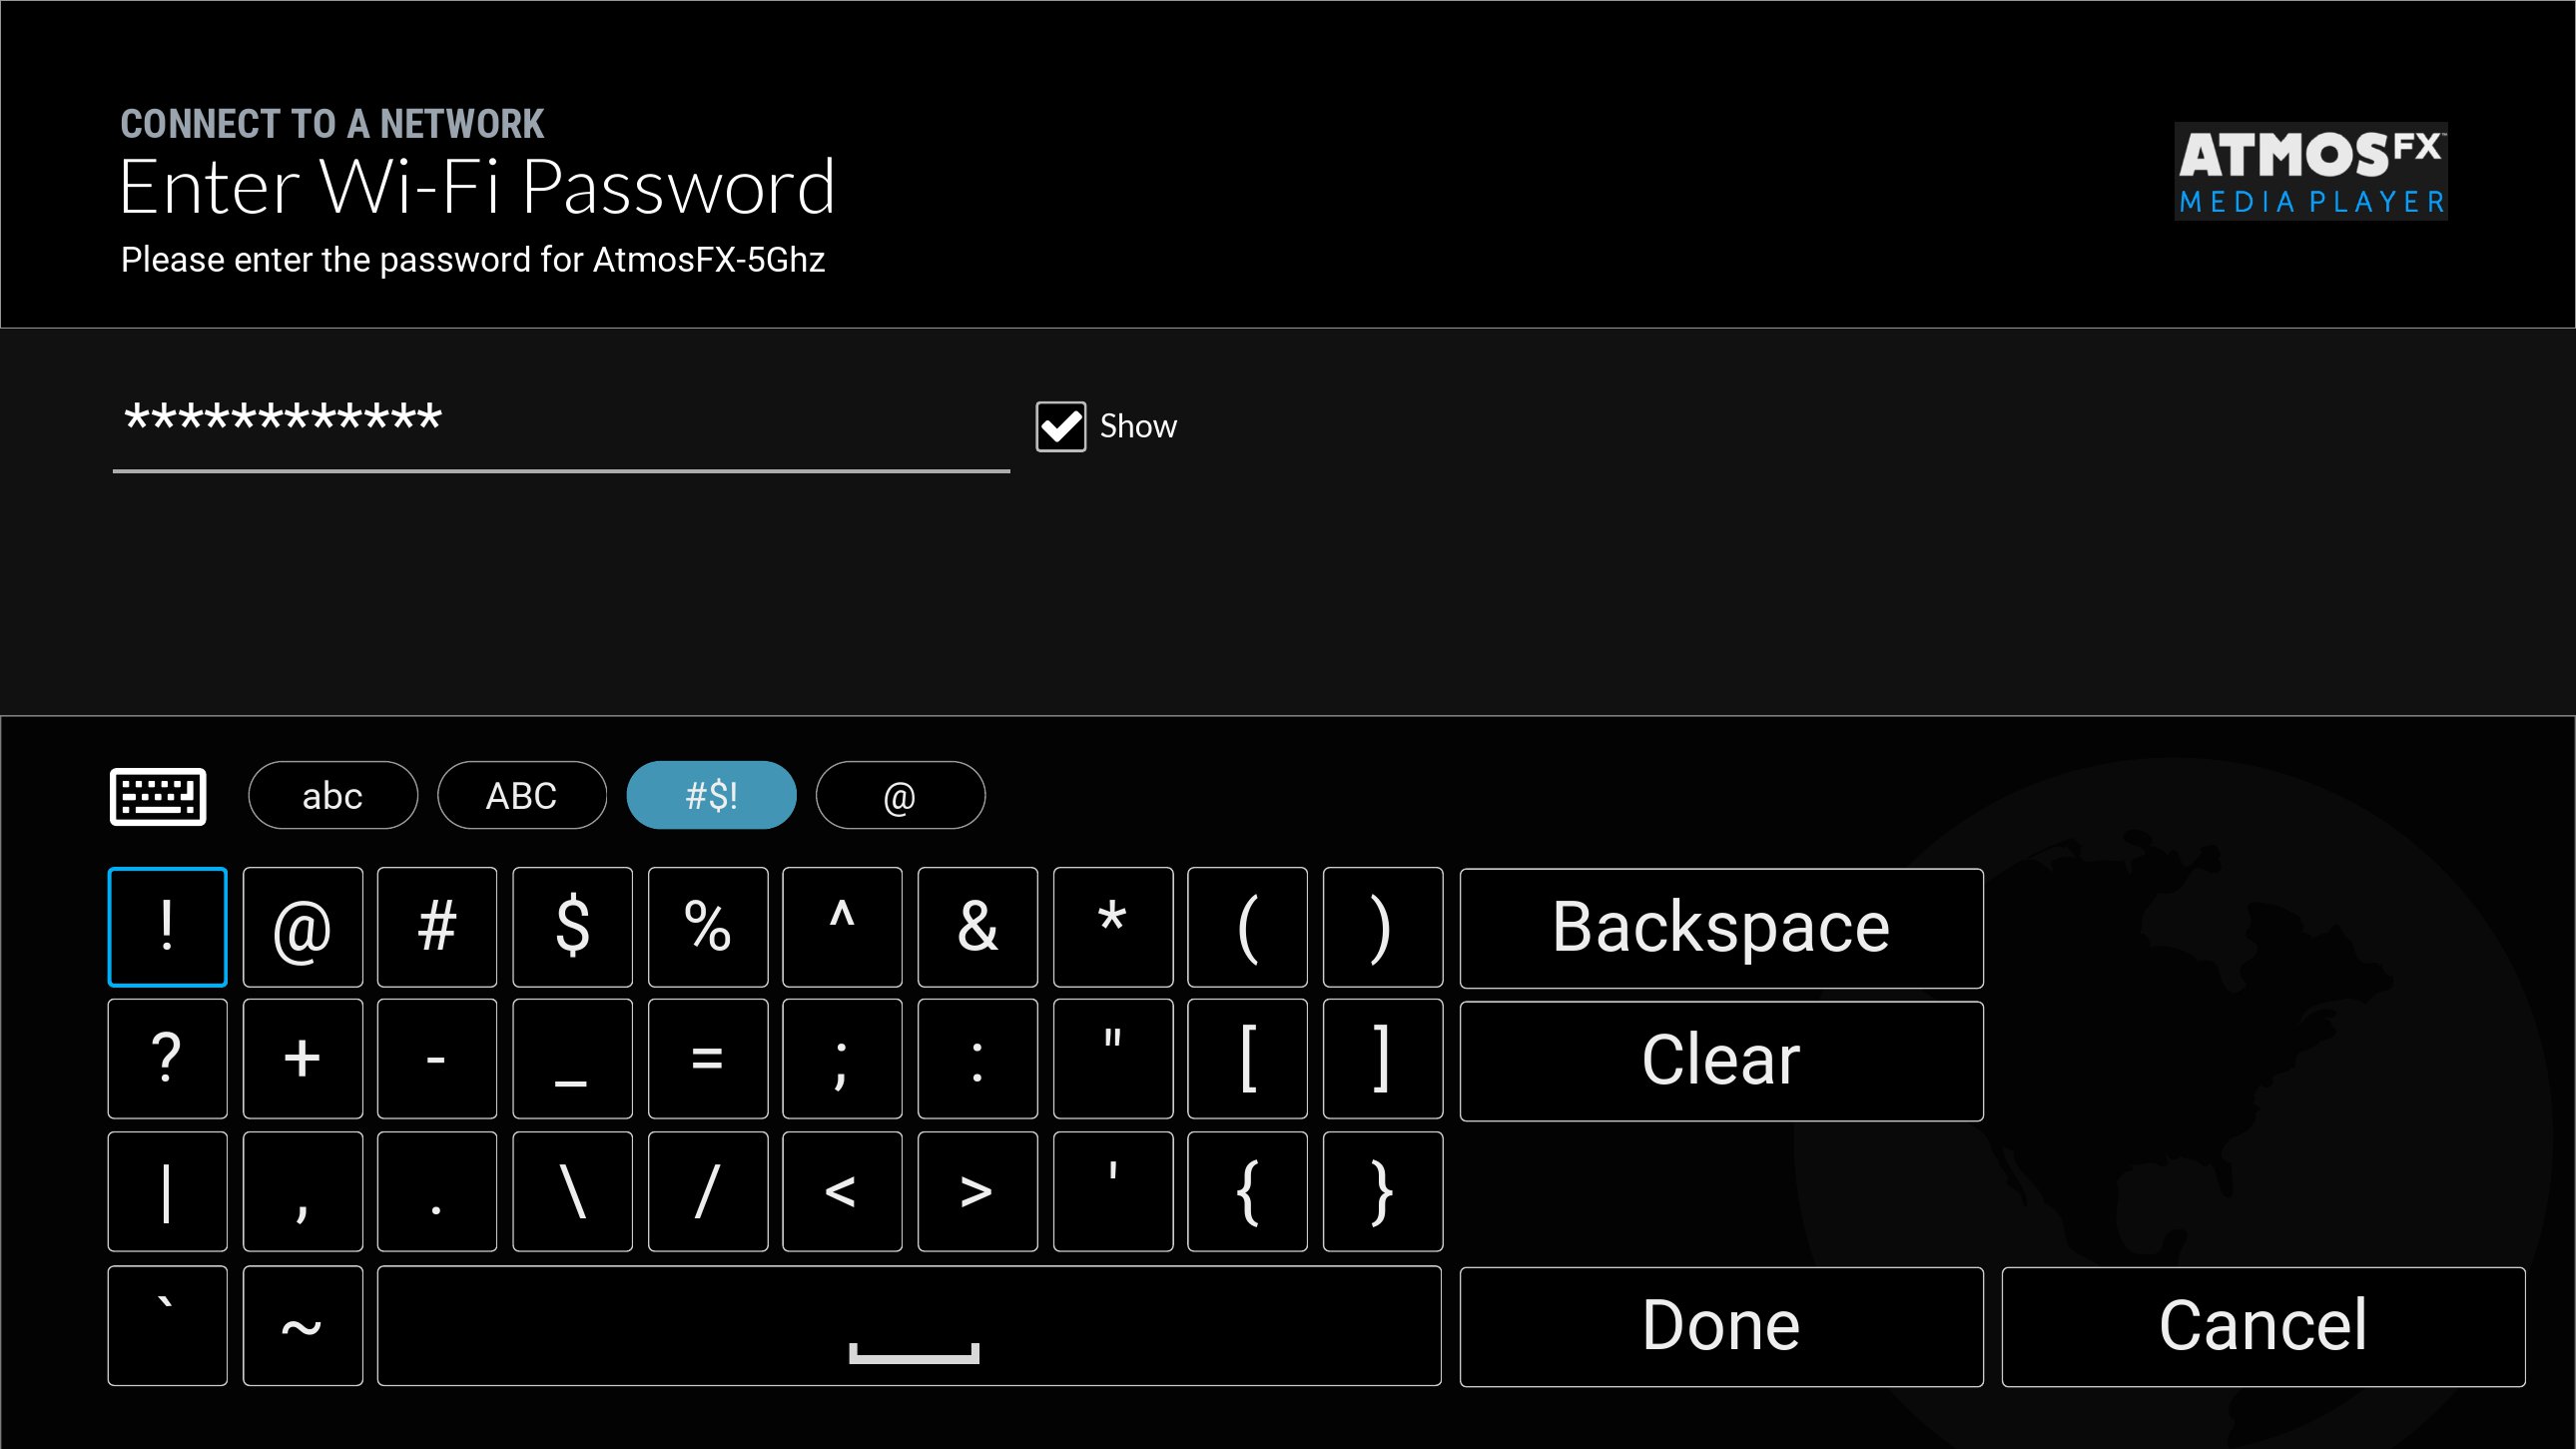 CONNECT TO A NETWORK
Enter Wi-Fi Password
Please enter the password for AtmosFX-5Ghz
ATMOSFX™
MEDIA PLAYER
************
Show
abc ABC #$! @
! @ # $ % ^ & * ( ) Backspace
? + - _ = ; : " [ ] Clear
| , . \ / < > ' { }
` ~ Done Cancel